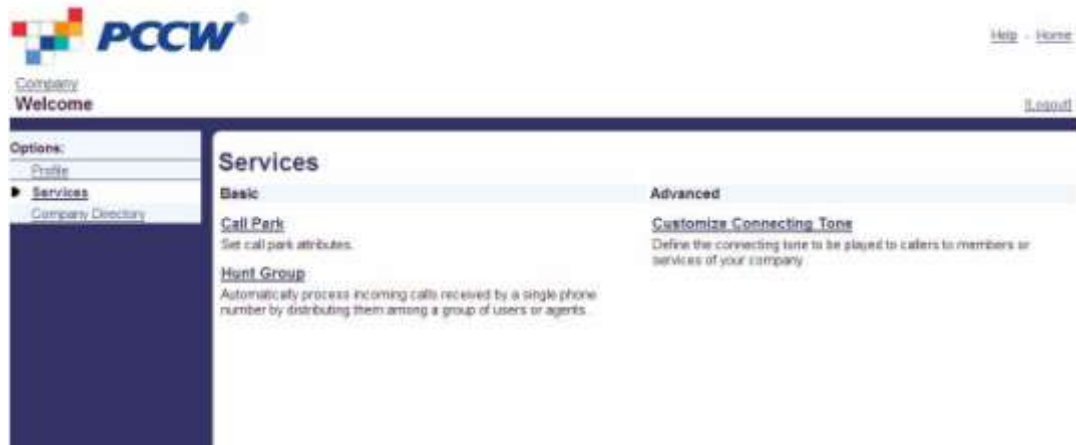 PCCW®
Help - Home
Company
Welcome
[Logout]
Options:
Profile
Services
Company Directory
Services
Basic
Call Park
Set call park attributes.
Hunt Group
Automatically process incoming calls received by a single phone
number by distributing them among a group of users or agents.
Advanced
Customize Connecting Tone
Define the connecting tone to be played to callers to members or
services of your company